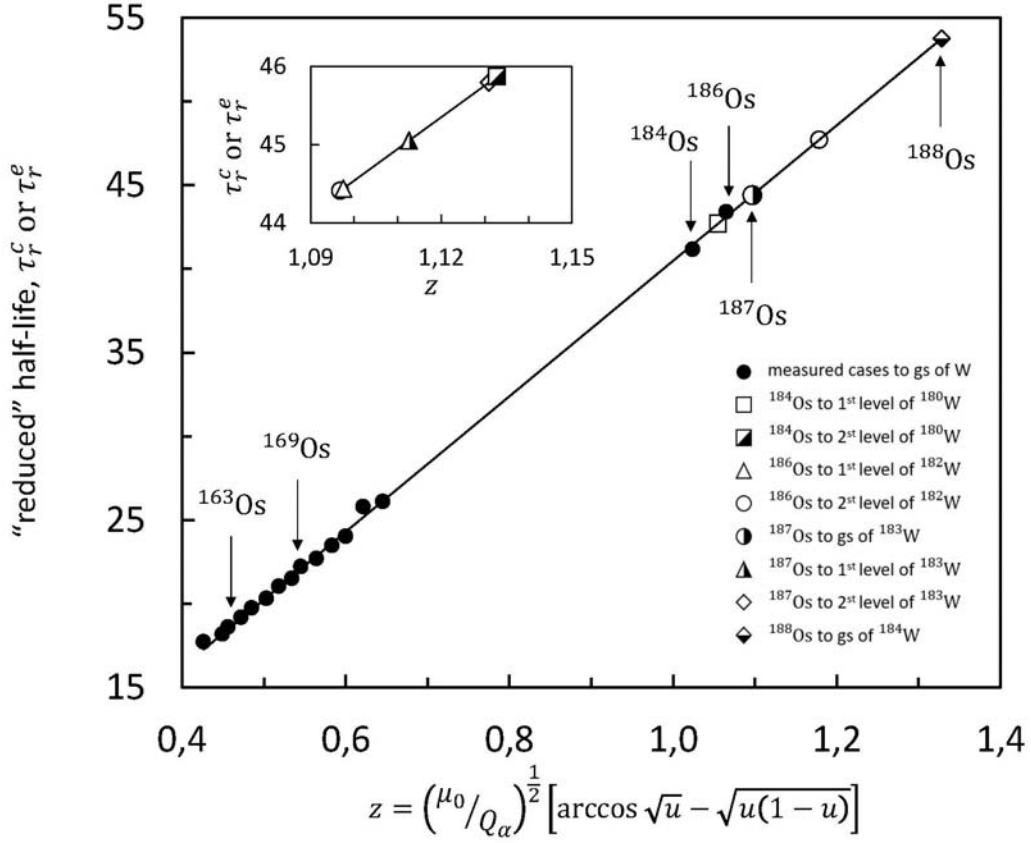 55
45
35
25
15
"reduced" half-life, τ_r^c or τ_r^e
46
45
44
τ_r^c or τ_r^e
1,09 1,12 1,15
z
¹⁸⁶Os
¹⁸⁴Os
¹⁸⁸Os
¹⁸⁷Os
¹⁶⁹Os
¹⁶³Os
measured cases to gs of W
¹⁸⁴Os to 1ˢᵗ level of ¹⁸⁰W
¹⁸⁴Os to 2ˢᵗ level of ¹⁸⁰W
¹⁸⁶Os to 1ˢᵗ level of ¹⁸²W
¹⁸⁶Os to 2ˢᵗ level of ¹⁸²W
¹⁸⁷Os to gs of ¹⁸³W
¹⁸⁷Os to 1ˢᵗ level of ¹⁸³W
¹⁸⁷Os to 2ˢᵗ level of ¹⁸³W
¹⁸⁸Os to gs of ¹⁸⁴W
0,4 0,6 0,8 1,0 1,2 1,4
z = (μ₀/Q_α)^{1/2} [arccos √u − √(u(1 − u))]